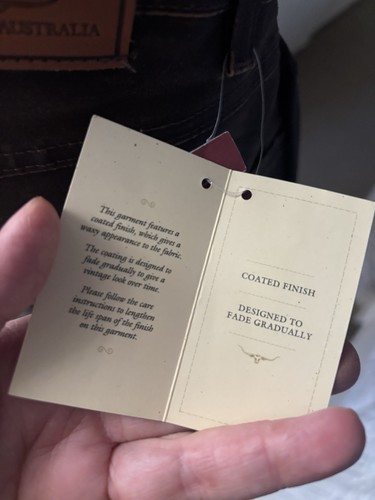 AUSTRALIA
This garment features a
coated finish, which gives a
waxy appearance to the fabric.
The coating is designed to
fade gradually to give a
vintage look over time.
Please follow the care
instructions to lengthen
the life span of the finish
on this garment.
COATED FINISH
DESIGNED TO
FADE GRADUALLY